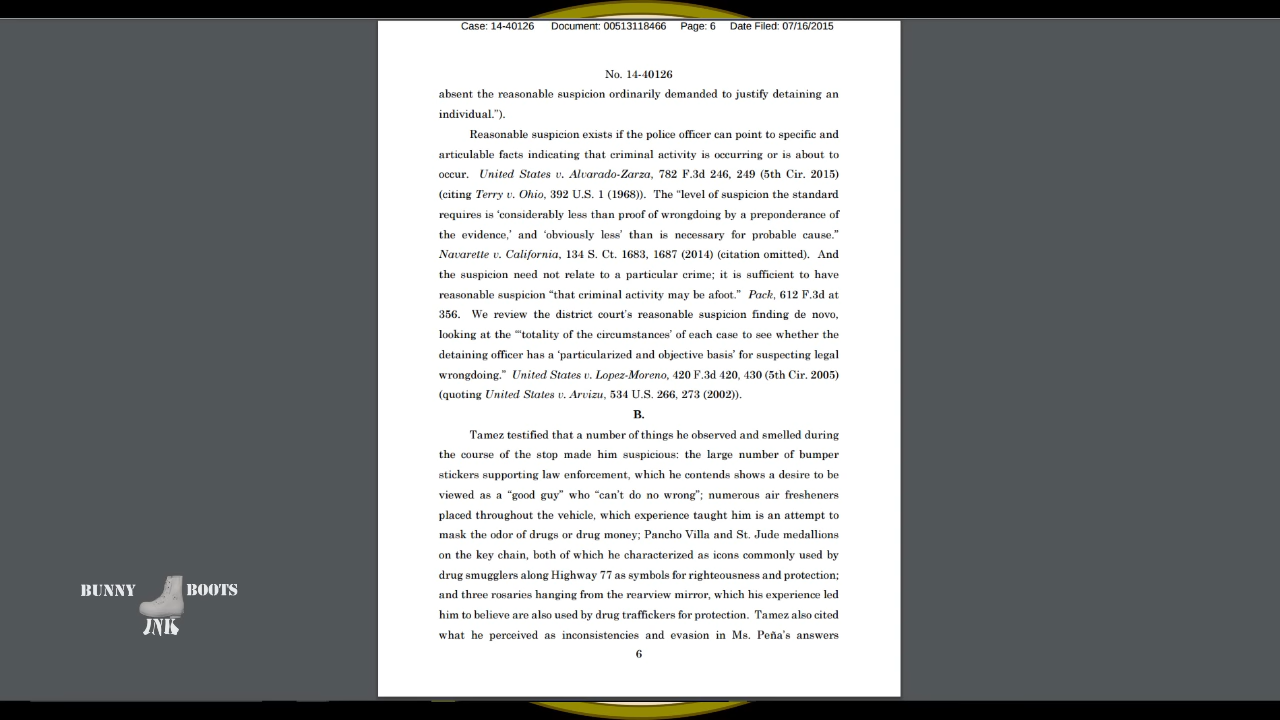 Case: 14-40126 Document: 00513118466 Page: 6 Date Filed: 07/16/2015
No. 14-40126
absent the reasonable suspicion ordinarily demanded to justify detaining an
individual.”).
Reasonable suspicion exists if the police officer can point to specific and
articulable facts indicating that criminal activity is occurring or is about to
occur. United States v. Alvarado-Zarza, 782 F.3d 246, 249 (5th Cir. 2015)
(citing Terry v. Ohio, 392 U.S. 1 (1968)). The “level of suspicion the standard
requires is ‘considerably less than proof of wrongdoing by a preponderance of
the evidence,’ and ‘obviously less’ than is necessary for probable cause.”
Navarette v. California, 134 S. Ct. 1683, 1687 (2014) (citation omitted). And
the suspicion need not relate to a particular crime; it is sufficient to have
reasonable suspicion “that criminal activity may be afoot.” Pack, 612 F.3d at
356. We review the district court’s reasonable suspicion finding de novo,
looking at the “‘totality of the circumstances’ of each case to see whether the
detaining officer has a ‘particularized and objective basis’ for suspecting legal
wrongdoing.” United States v. Lopez-Moreno, 420 F.3d 420, 430 (5th Cir. 2005)
(quoting United States v. Arvizu, 534 U.S. 266, 273 (2002)).
B.
Tamez testified that a number of things he observed and smelled during
the course of the stop made him suspicious: the large number of bumper
stickers supporting law enforcement, which he contends shows a desire to be
viewed as a “good guy” who “can’t do no wrong”; numerous air fresheners
placed throughout the vehicle, which experience taught him is an attempt to
mask the odor of drugs or drug money; Pancho Villa and St. Jude medallions
on the key chain, both of which he characterized as icons commonly used by
drug smugglers along Highway 77 as symbols for righteousness and protection;
and three rosaries hanging from the rearview mirror, which his experience led
him to believe are also used by drug traffickers for protection. Tamez also cited
what he perceived as inconsistencies and evasion in Ms. Peña’s answers
6
BUNNY BOOTS
INK